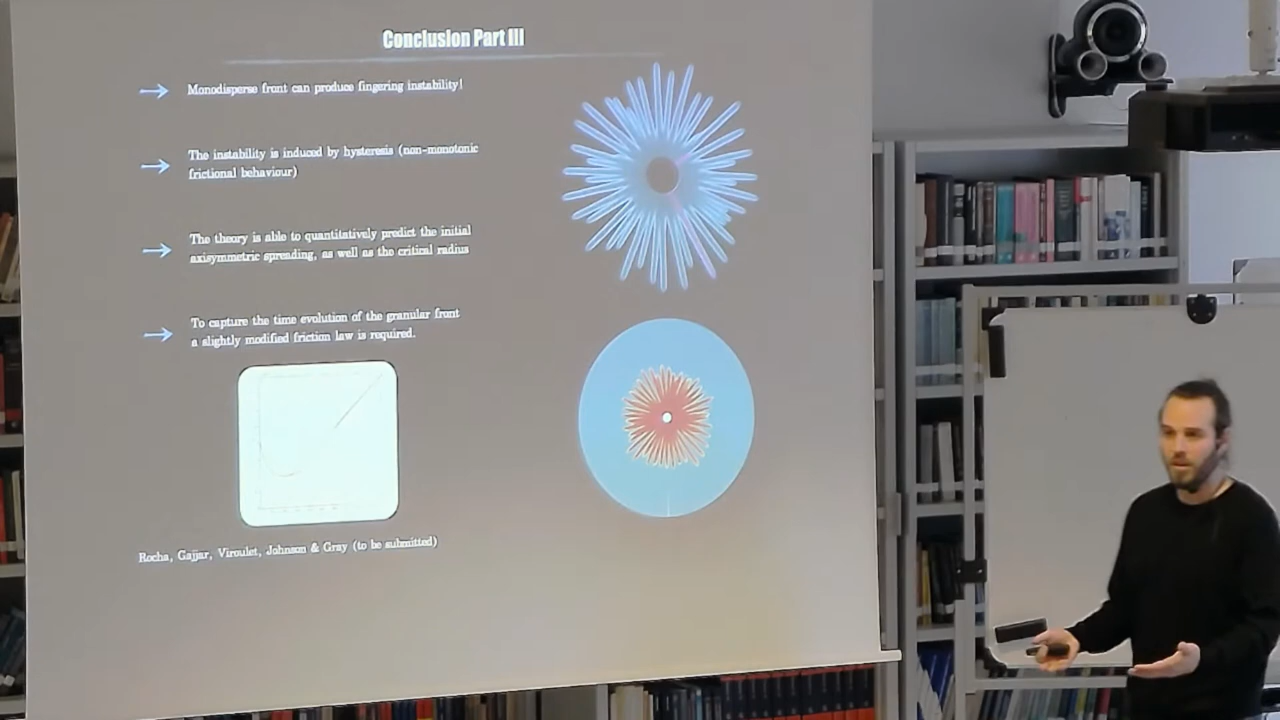 Conclusion Part III
Monodisperse front can produce fingering instability!
The instability is induced by hysteresis (non-monotonic
frictional behaviour)
The theory is able to quantitatively predict the initial
axisymmetric spreading, as well as the critical radius
To capture the time evolution of the granular front
a slightly modified friction law is required.
Rocha, Gajjar, Viroulet, Johnson & Gray (to be submitted)